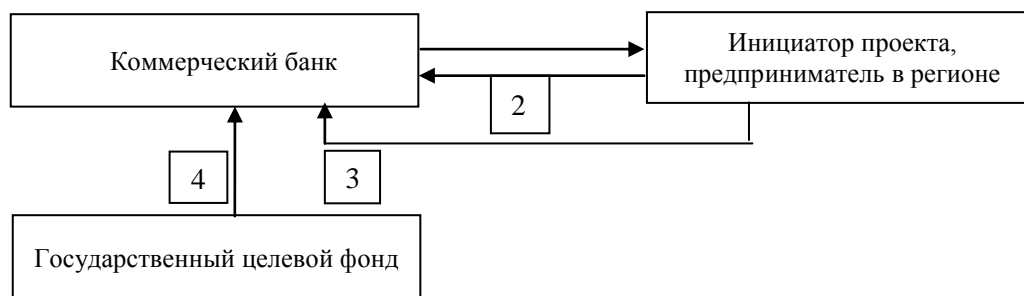 Коммерческий банк
Инициатор проекта,
предприниматель в регионе
2
4
3
Государственный целевой фонд